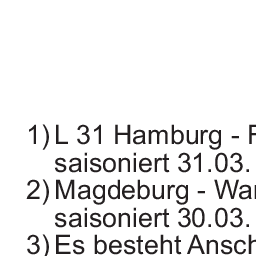 1) L 31 Hamburg -
saisoniert 31.03.
2) Magdeburg -
saisoniert 30.03.
3) Es besteht